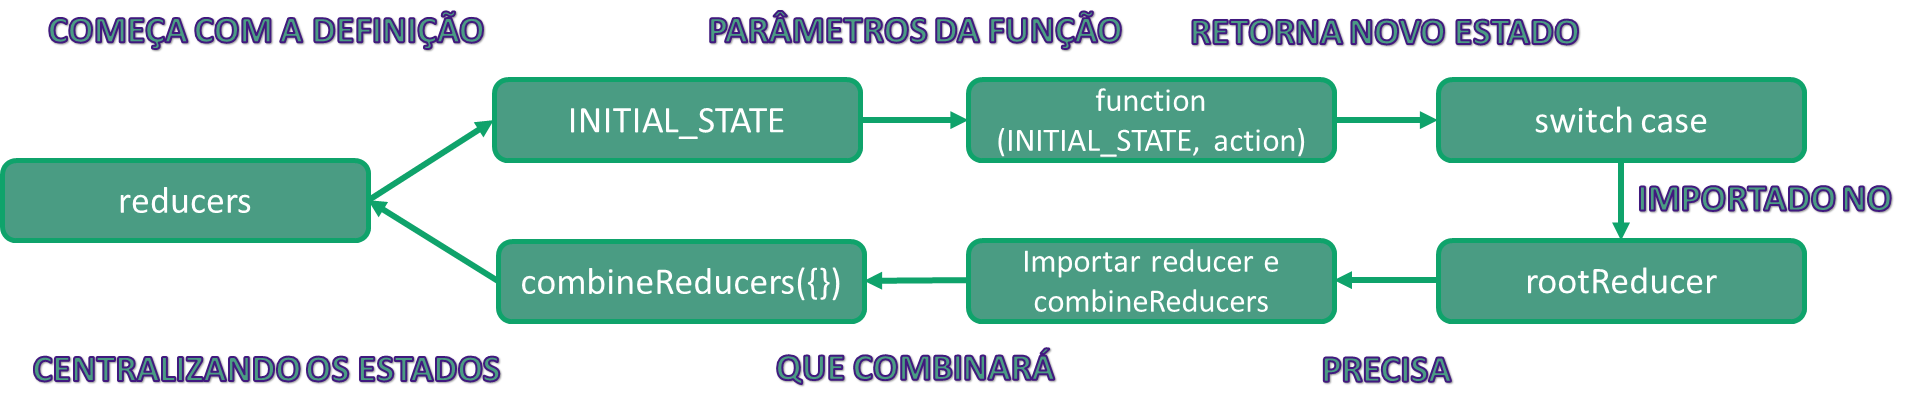 COMEÇA COM A DEFINIÇÃO
PARÂMETROS DA FUNÇÃO
RETORNA NOVO ESTADO
INITIAL_STATE
function
(INITIAL_STATE, action)
switch case
reducers
IMPORTADO NO
combineReducers({})
Importar reducer e
combineReducers
rootReducer
CENTRALIZANDO OS ESTADOS
QUE COMBINARÁ
PRECISA